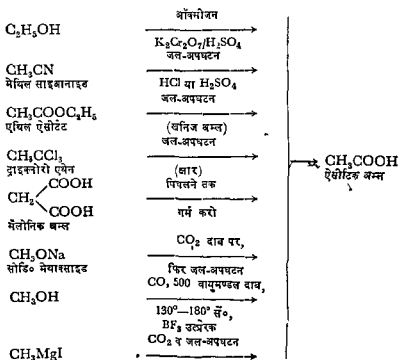 ऑक्सीजन
C₂H₅OH
K₂Cr₂O₇/H₂SO₄
जल-अपघटन
CH₃CN
मेथिल साइआनाइड
HCl या H₂SO₄
जल-अपघटन
CH₃COOC₂H₅
एथिल ऐसीटेट
(खनिज अम्ल)
जल-अपघटन
CH₃CCl₃
ट्राइक्लोरो एथेन
(क्षार)
पिघलने तक
CH₃COOH
ऐसीटिक अम्ल
COOH
CH₂
COOH
मैलोनिक अम्ल
गर्म करो
CO₂ दाब पर,
CH₃ONa
सोडि० मेथाक्साइड
फिर जल-अपघटन
CO, 500 वायुमण्डल दाब,
CH₃OH
130°—180° सें०,
BF₃ उत्प्रेरक
CO₂ व जल-अपघटन
CH₃MgI